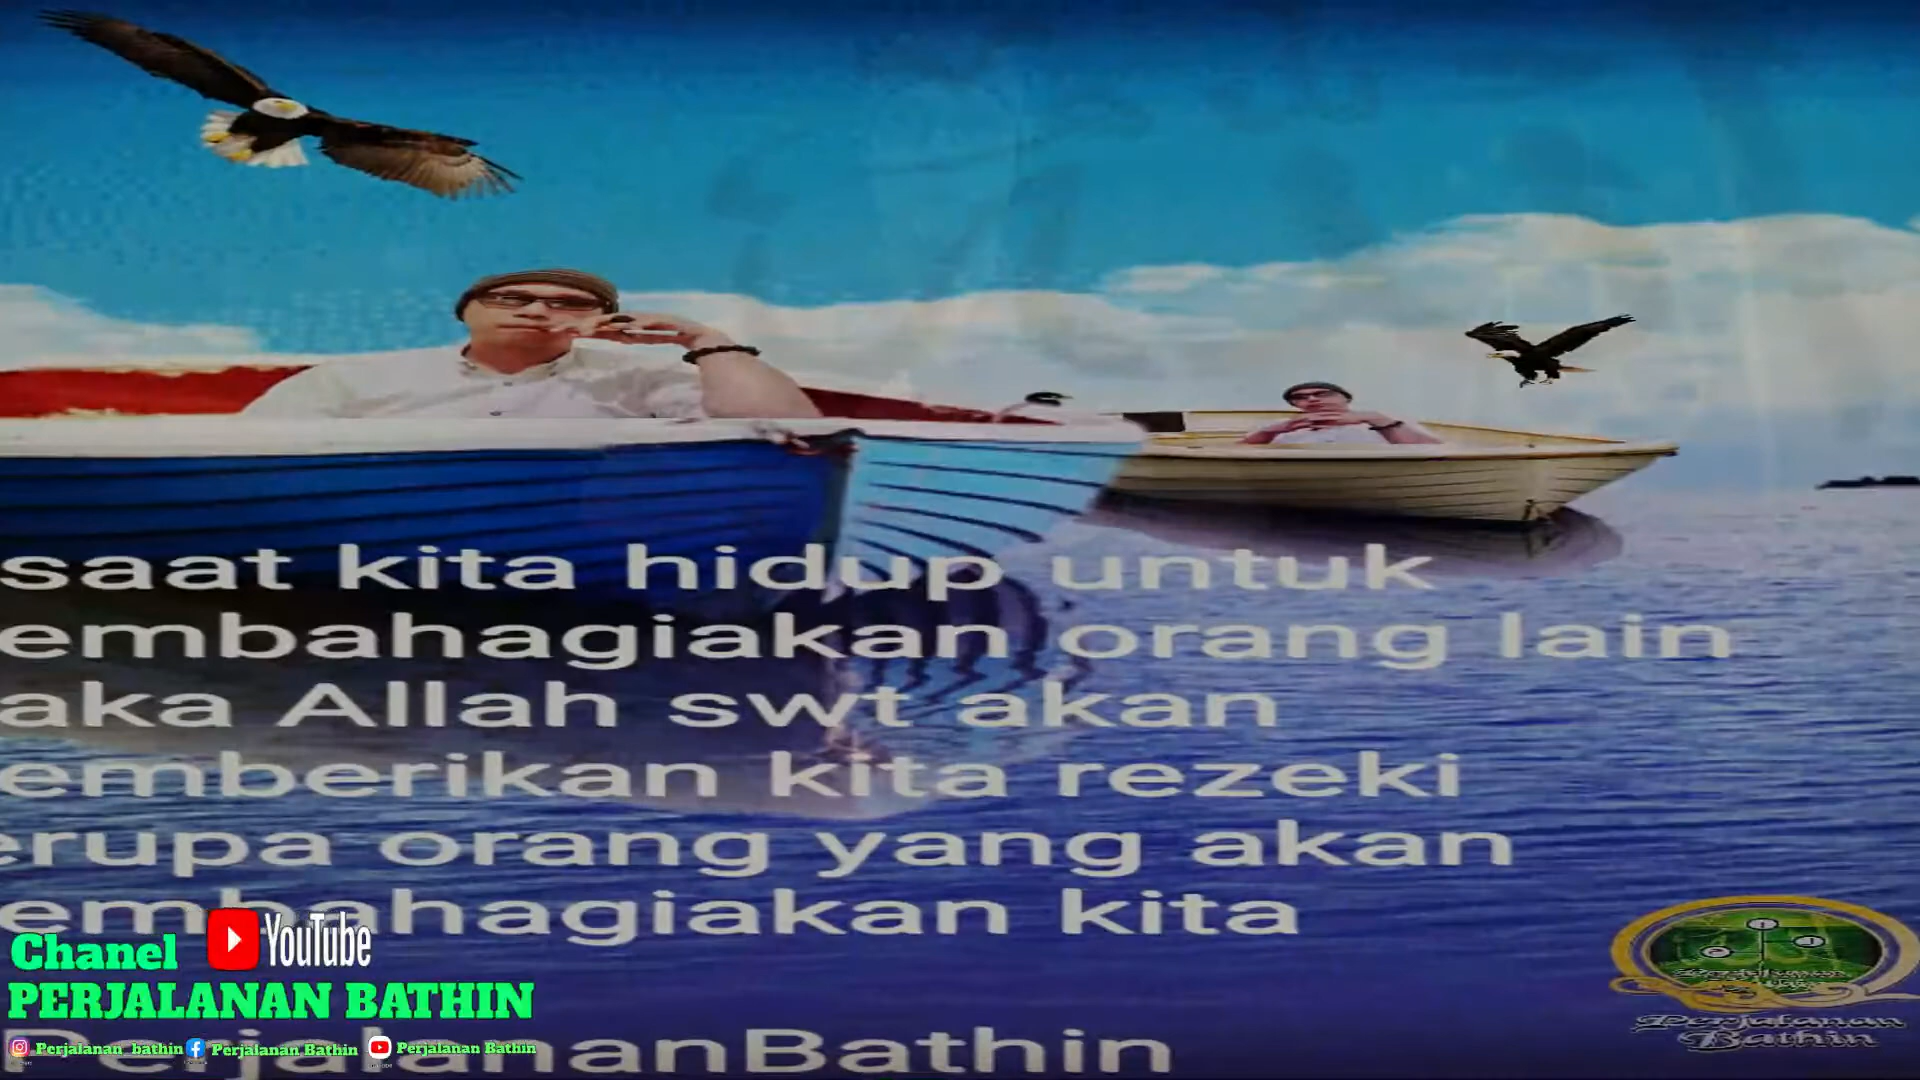 saat kita hidup untuk
embahagiakan orang lain
aka Allah swt akan
emberikan kita rezeki
erupa orang yang akan
embahagiakan kita
Chanel YouTube
PERJALANAN BATHIN
PerjalananBathin
Perjalanan_bathin Perjalanan Bathin Perjalanan Bathin
Perjalanan
Bathin